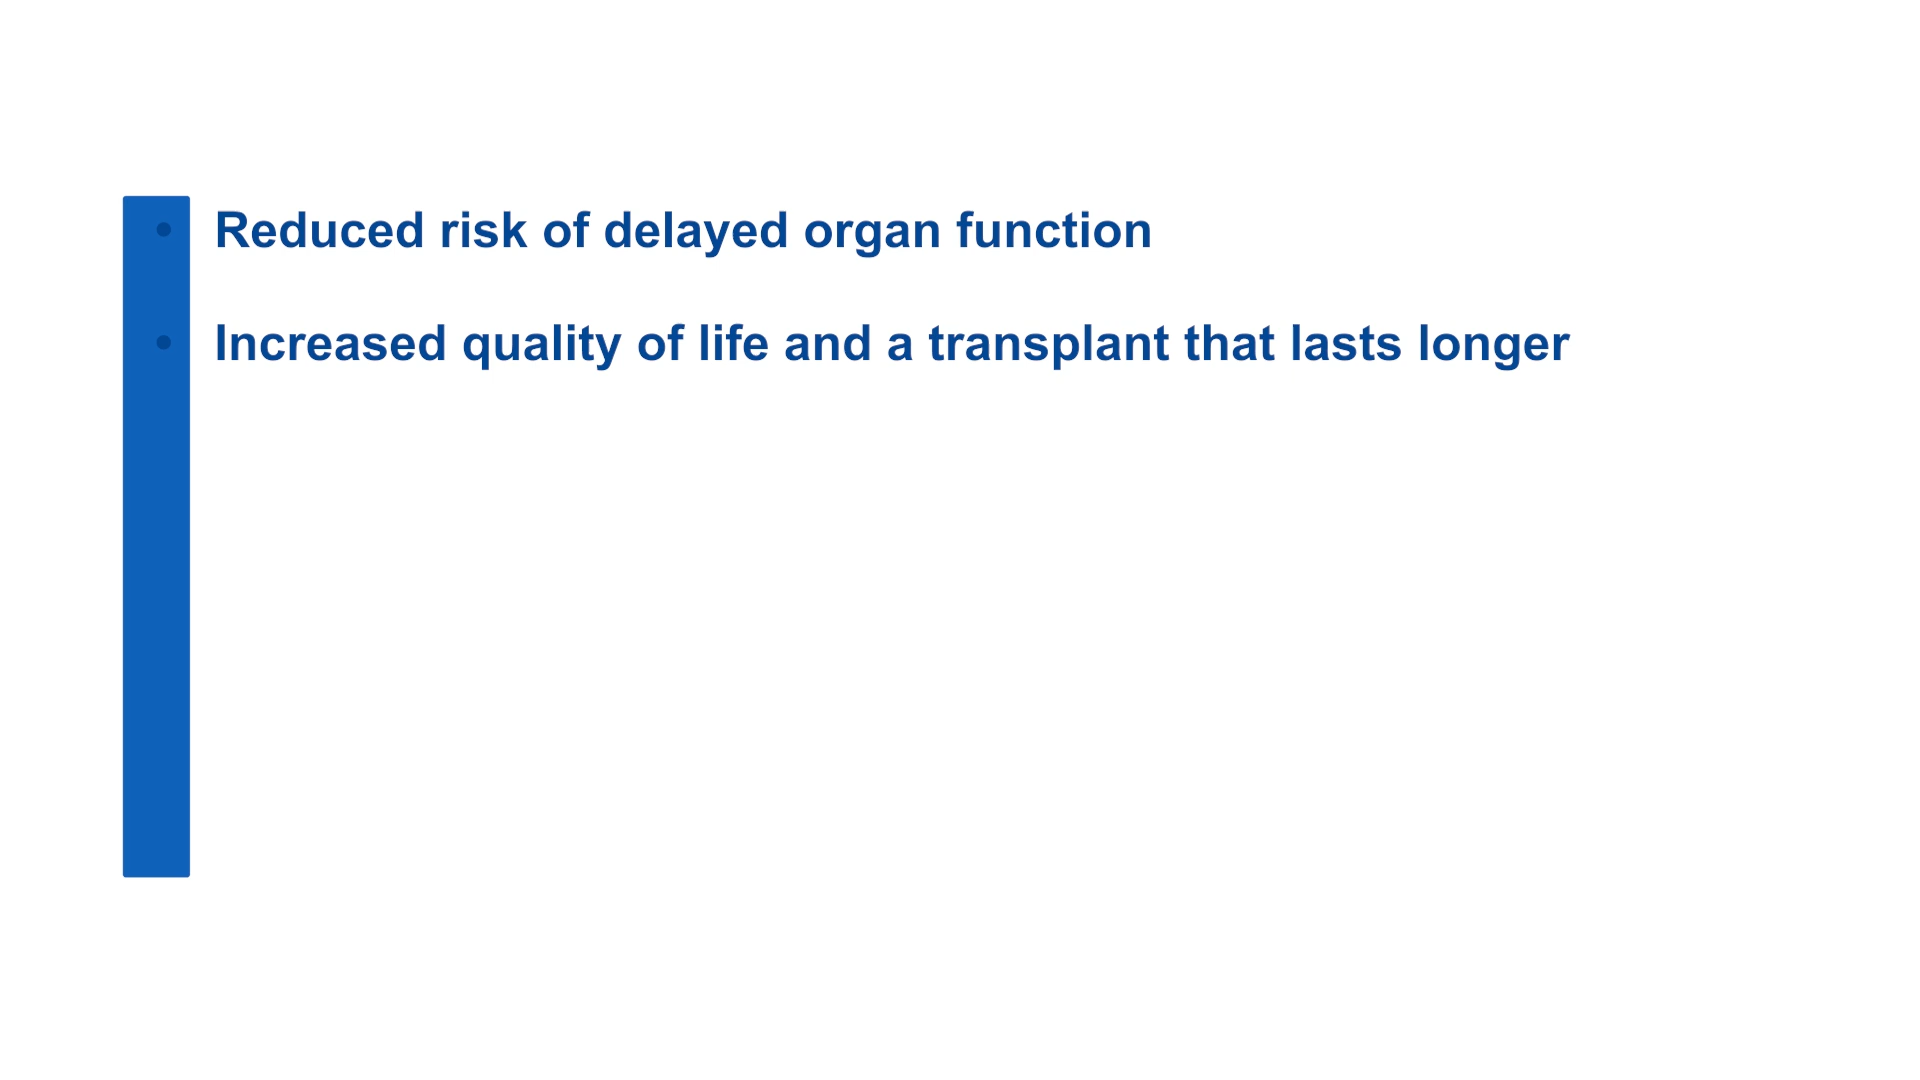 • Reduced risk of delayed organ function
• Increased quality of life and a transplant that lasts longer